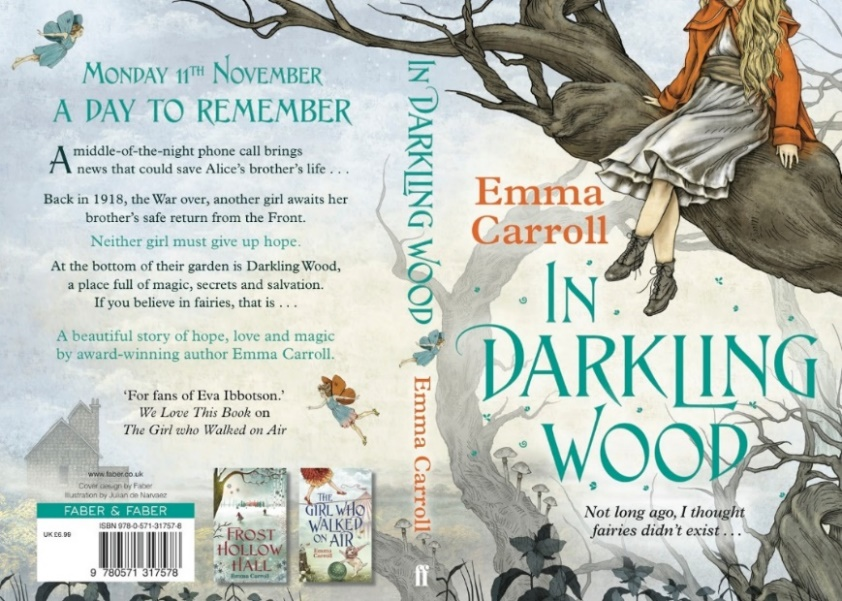 MONDAY 11TH NOVEMBER
A DAY TO REMEMBER
A middle-of-the-night phone call brings
news that could save Alice's brother's life . . .
Back in 1918, the War over, another girl awaits her
brother's safe return from the Front.
Neither girl must give up hope.
At the bottom of their garden is Darkling Wood,
a place full of magic, secrets and salvation.
If you believe in fairies, that is . . .
A beautiful story of hope, love and magic
by award-winning author Emma Carroll.
'For fans of Eva Ibbotson.'
We Love This Book on
The Girl who Walked on Air
www.faber.co.uk
Cover design by Faber
Illustration by Julian de Narvaez
FABER & FABER
ISBN 978-0-571-31757-8
UK £6.99
9 780571 317578
FROST
HOLLOW
HALL
Emma Carroll
THE
GIRL WHO
WALKED
ON AIR
Emma
Carroll
IN DARKLING WOOD
Emma Carroll
ff
Emma
Carroll
IN
DARKLING
WOOD
Not long ago, I thought
fairies didn't exist . . .